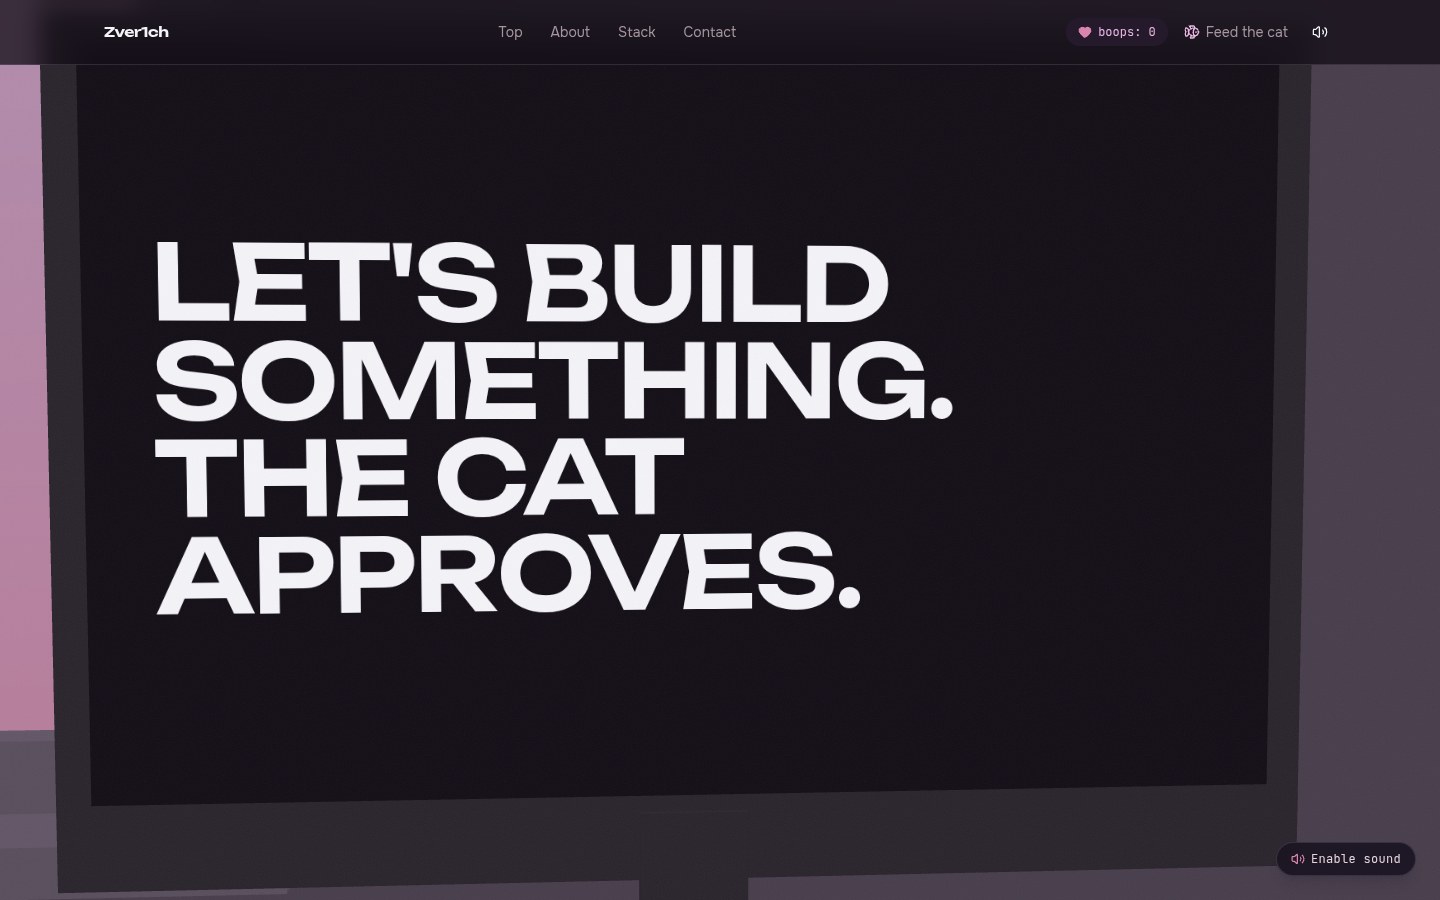 Zver1ch
Top
About
Stack
Contact
boops: 0
Feed the cat
LET'S BUILD
SOMETHING.
THE CAT
APPROVES.
Enable sound